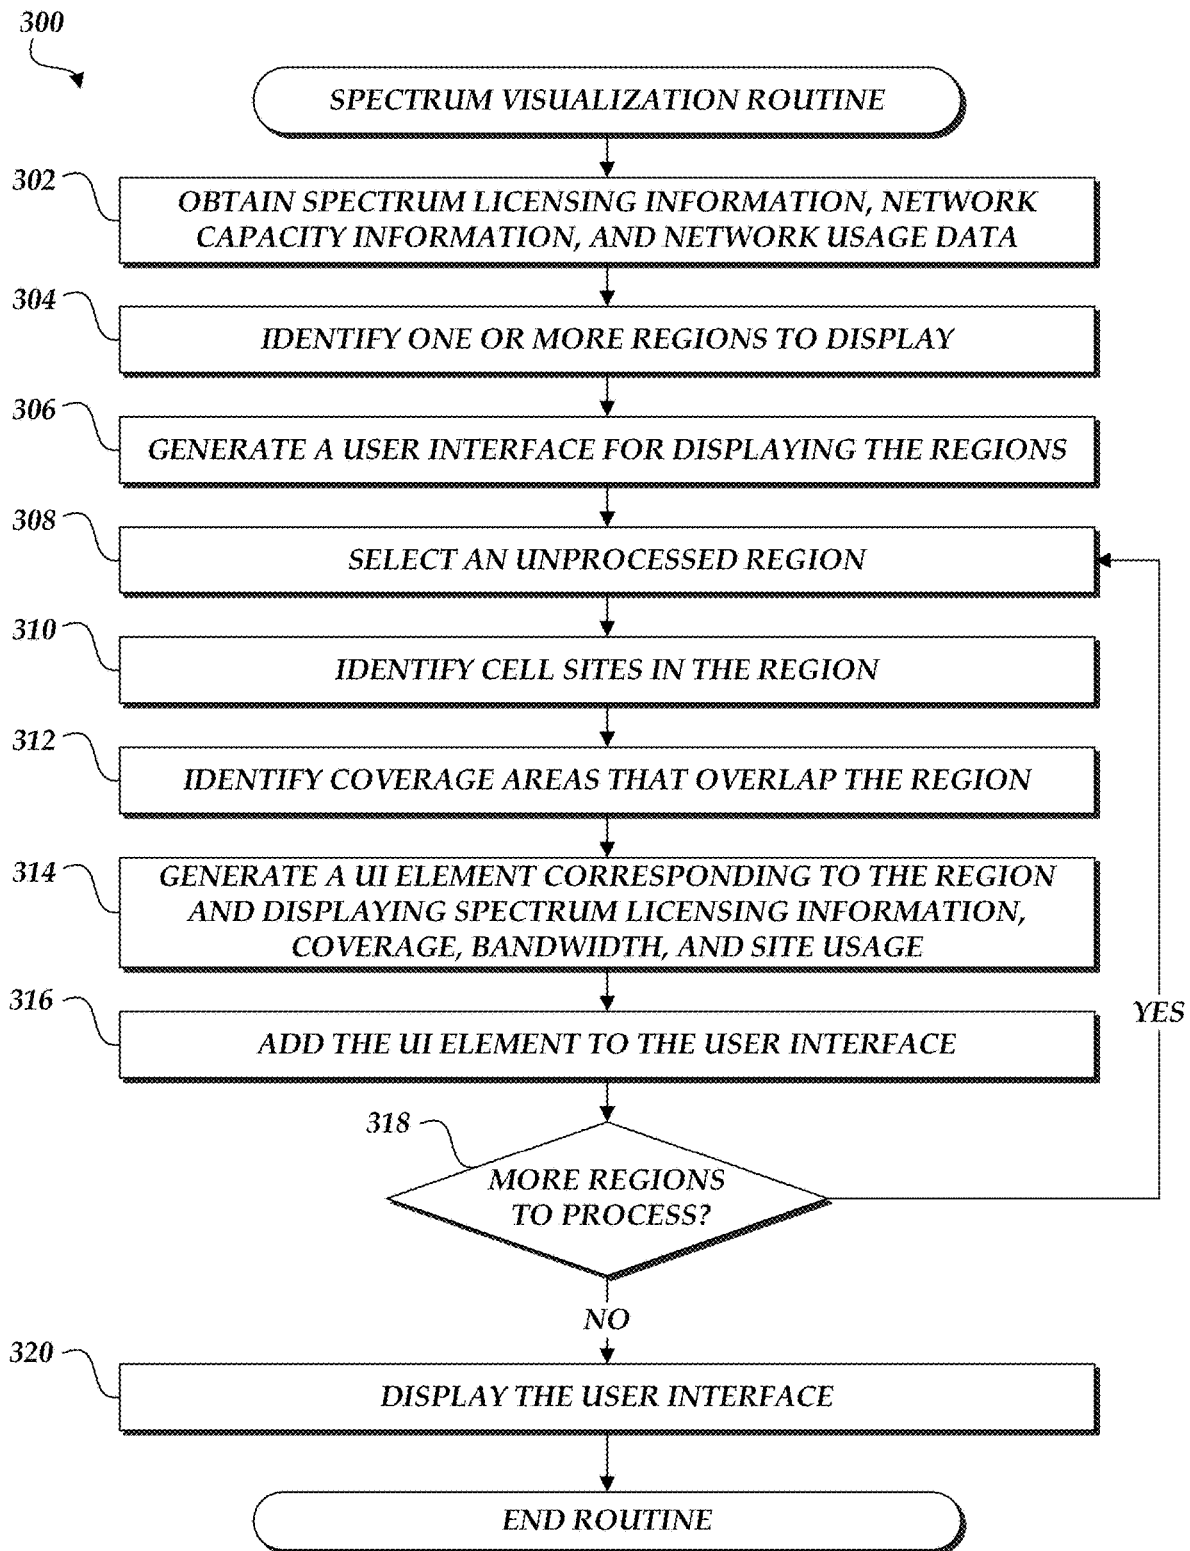 300
SPECTRUM VISUALIZATION ROUTINE
302
OBTAIN SPECTRUM LICENSING INFORMATION, NETWORK
CAPACITY INFORMATION, AND NETWORK USAGE DATA
304
IDENTIFY ONE OR MORE REGIONS TO DISPLAY
306
GENERATE A USER INTERFACE FOR DISPLAYING THE REGIONS
308
SELECT AN UNPROCESSED REGION
310
IDENTIFY CELL SITES IN THE REGION
312
IDENTIFY COVERAGE AREAS THAT OVERLAP THE REGION
314
GENERATE A UI ELEMENT CORRESPONDING TO THE REGION
AND DISPLAYING SPECTRUM LICENSING INFORMATION,
COVERAGE, BANDWIDTH, AND SITE USAGE
316
YES
ADD THE UI ELEMENT TO THE USER INTERFACE
318
MORE REGIONS
TO PROCESS?
NO
320
DISPLAY THE USER INTERFACE
END ROUTINE